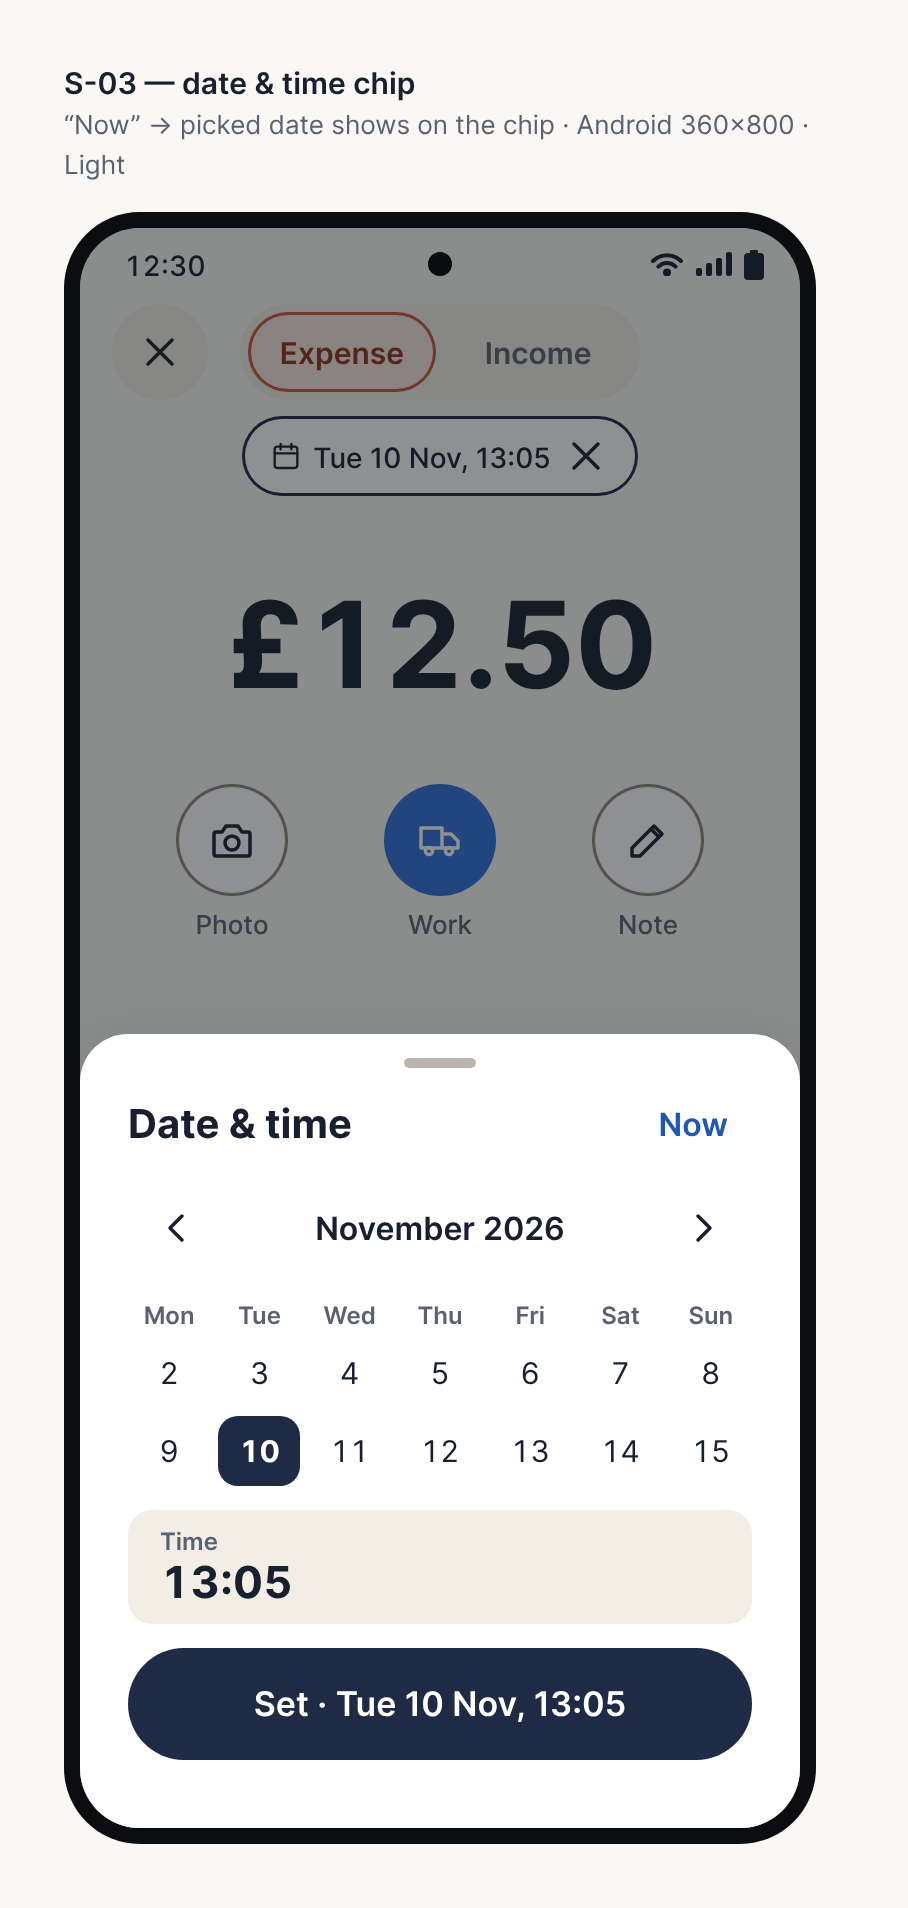 S-03 — date & time chip
“Now” → picked date shows on the chip · Android 360×800 ·
Light
12:30
Expense Income
Tue 10 Nov, 13:05
£12.50
Photo Work Note
Date & time Now
November 2026
Mon Tue Wed Thu Fri Sat Sun
2 3 4 5 6 7 8
9 10 11 12 13 14 15
Time
13:05
Set · Tue 10 Nov, 13:05